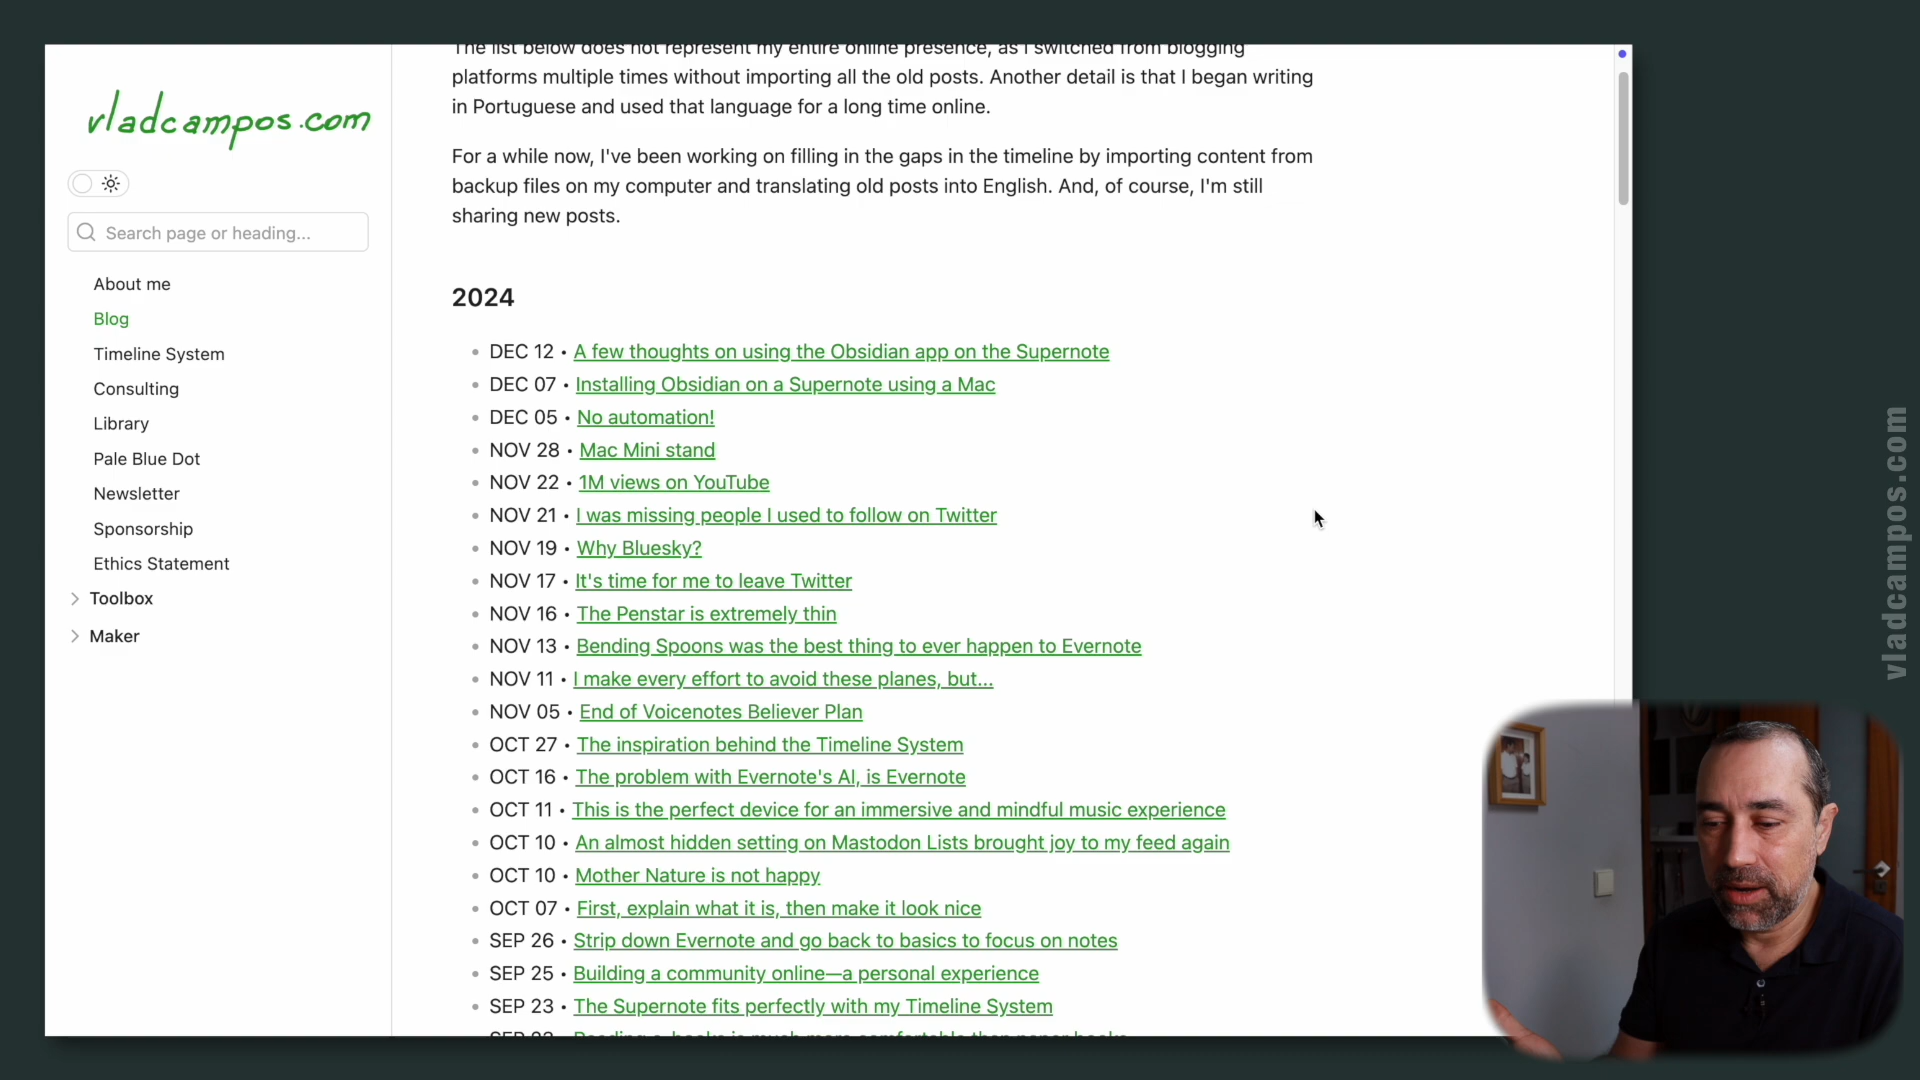 The list below does not represent my entire online presence, as I switched from blogging
platforms multiple times without importing all the old posts. Another detail is that I began writing
in Portuguese and used that language for a long time online.
For a while now, I've been working on filling in the gaps in the timeline by importing content from
backup files on my computer and translating old posts into English. And, of course, I'm still
sharing new posts.
vladcampos.com
Search page or heading...
About me
Blog
Timeline System
Consulting
Library
Pale Blue Dot
Newsletter
Sponsorship
Ethics Statement
Toolbox
Maker
2024
DEC 12 • A few thoughts on using the Obsidian app on the Supernote
DEC 07 • Installing Obsidian on a Supernote using a Mac
DEC 05 • No automation!
NOV 28 • Mac Mini stand
NOV 22 • 1M views on YouTube
NOV 21 • I was missing people I used to follow on Twitter
NOV 19 • Why Bluesky?
NOV 17 • It's time for me to leave Twitter
NOV 16 • The Penstar is extremely thin
NOV 13 • Bending Spoons was the best thing to ever happen to Evernote
NOV 11 • I make every effort to avoid these planes, but...
NOV 05 • End of Voicenotes Believer Plan
OCT 27 • The inspiration behind the Timeline System
OCT 16 • The problem with Evernote's AI, is Evernote
OCT 11 • This is the perfect device for an immersive and mindful music experience
OCT 10 • An almost hidden setting on Mastodon Lists brought joy to my feed again
OCT 10 • Mother Nature is not happy
OCT 07 • First, explain what it is, then make it look nice
SEP 26 • Strip down Evernote and go back to basics to focus on notes
SEP 25 • Building a community online—a personal experience
SEP 23 • The Supernote fits perfectly with my Timeline System
vladcampos.com